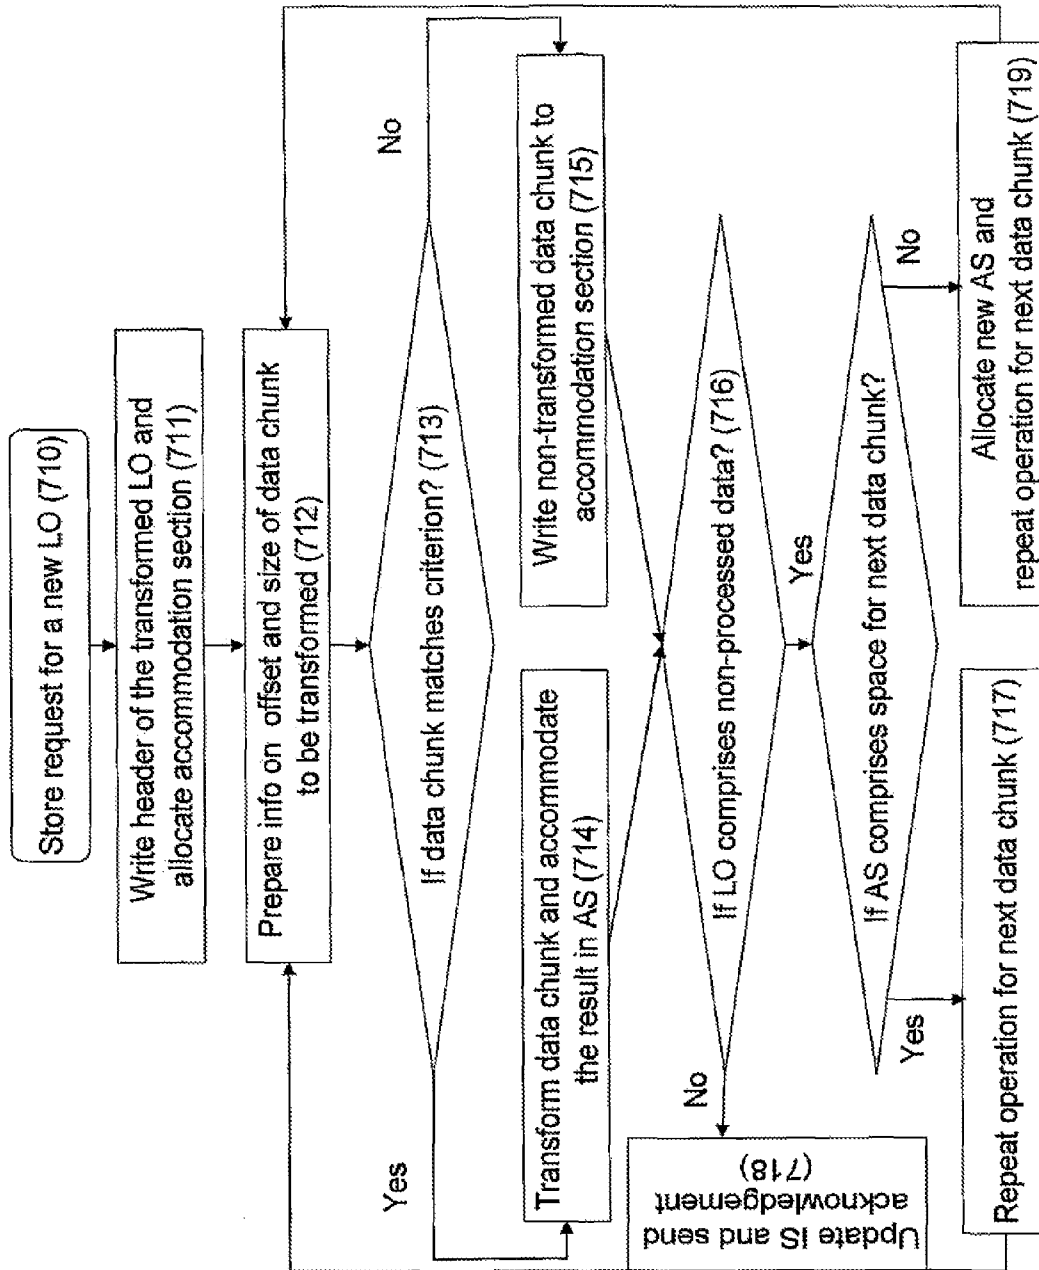 Store request for a new LO (710)
Write header of the transformed LO and
allocate accommodation section (711)
Prepare info on offset and size of data chunk
to be transformed (712)
If data chunk matches criterion? (713)
Yes
No
Transform data chunk and accommodate
the result in AS (714)
Write non-transformed data chunk to
accommodation section (715)
If LO comprises non-processed data? (716)
No
Yes
Update IS and send
acknowledgement
(718)
If AS comprises space for next data chunk?
Yes
No
Repeat operation for next data chunk (717)
Allocate new AS and
repeat operation for next data chunk (719)